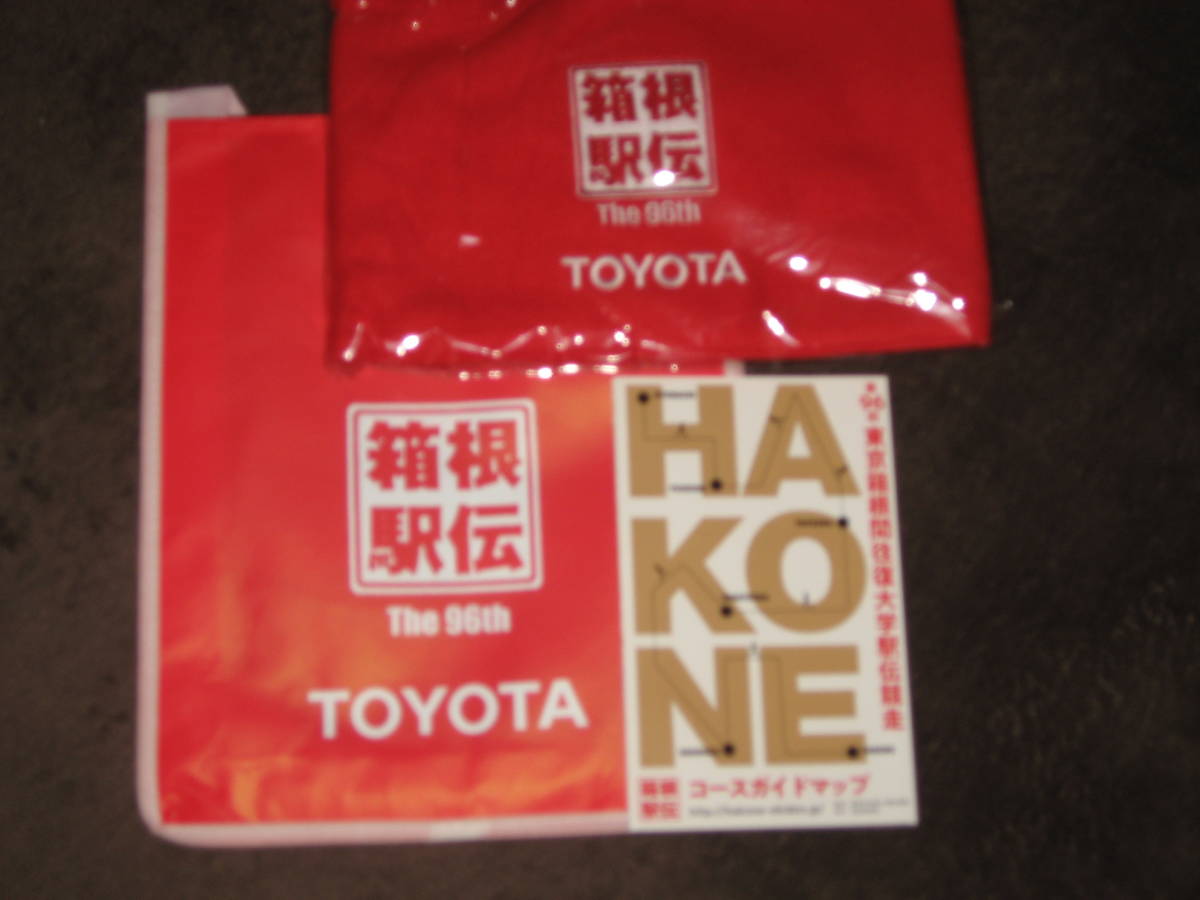 箱根
駅伝
The 96th
TOYOTA
箱根
駅伝
The 96th
TOYOTA
HA
KO
NE
第96回 東京箱根間往復大学駅伝競走
箱根
駅伝
コースガイドマップ